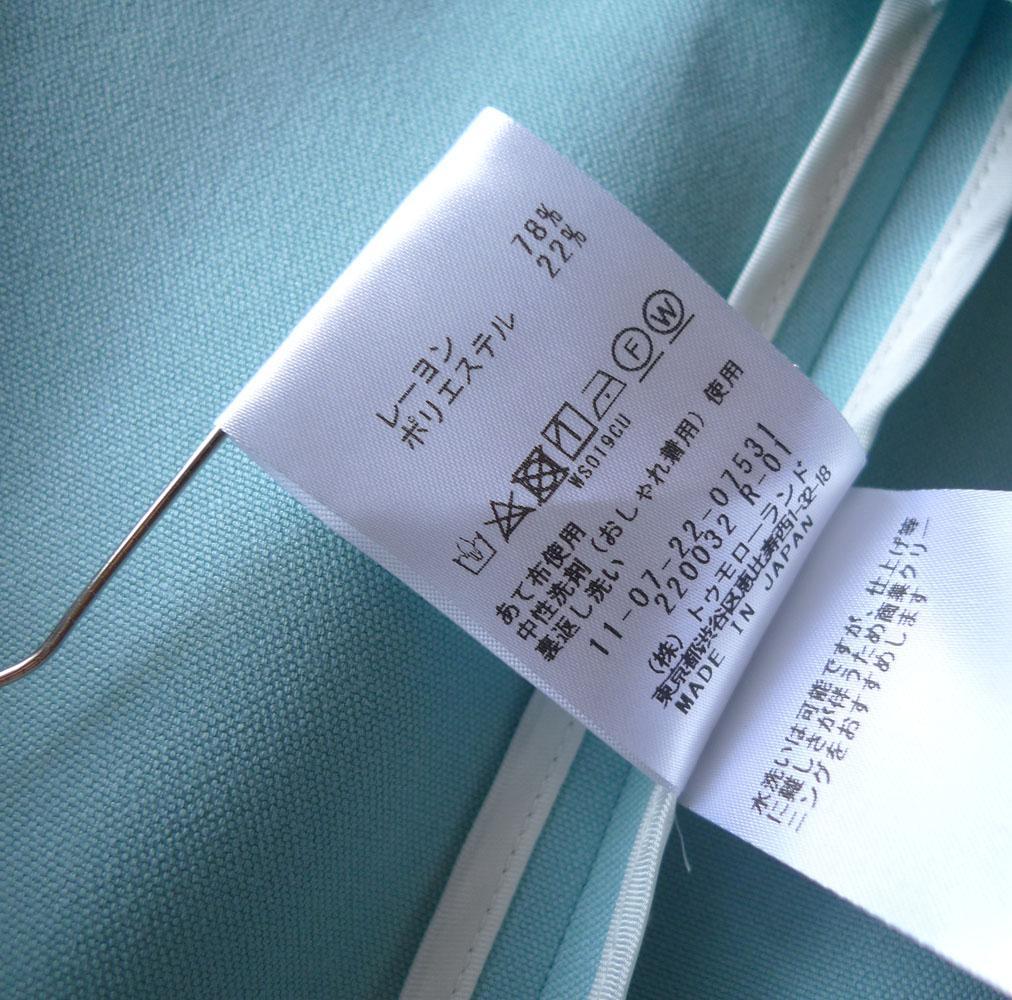 レーヨン 78%
ポリエステル 22%
F W
WS019CU
あて布使用
中性洗剤(おしゃれ着用)使用
裏返し洗い
11-07-22-07531
220032 R-01
(株)トゥモローランド
東京都渋谷区恵比寿西1-32-18
MADE IN JAPAN
水洗いは可能ですが、仕上げ等
に難しさが伴うため商業クリー
ニングをおすすめします